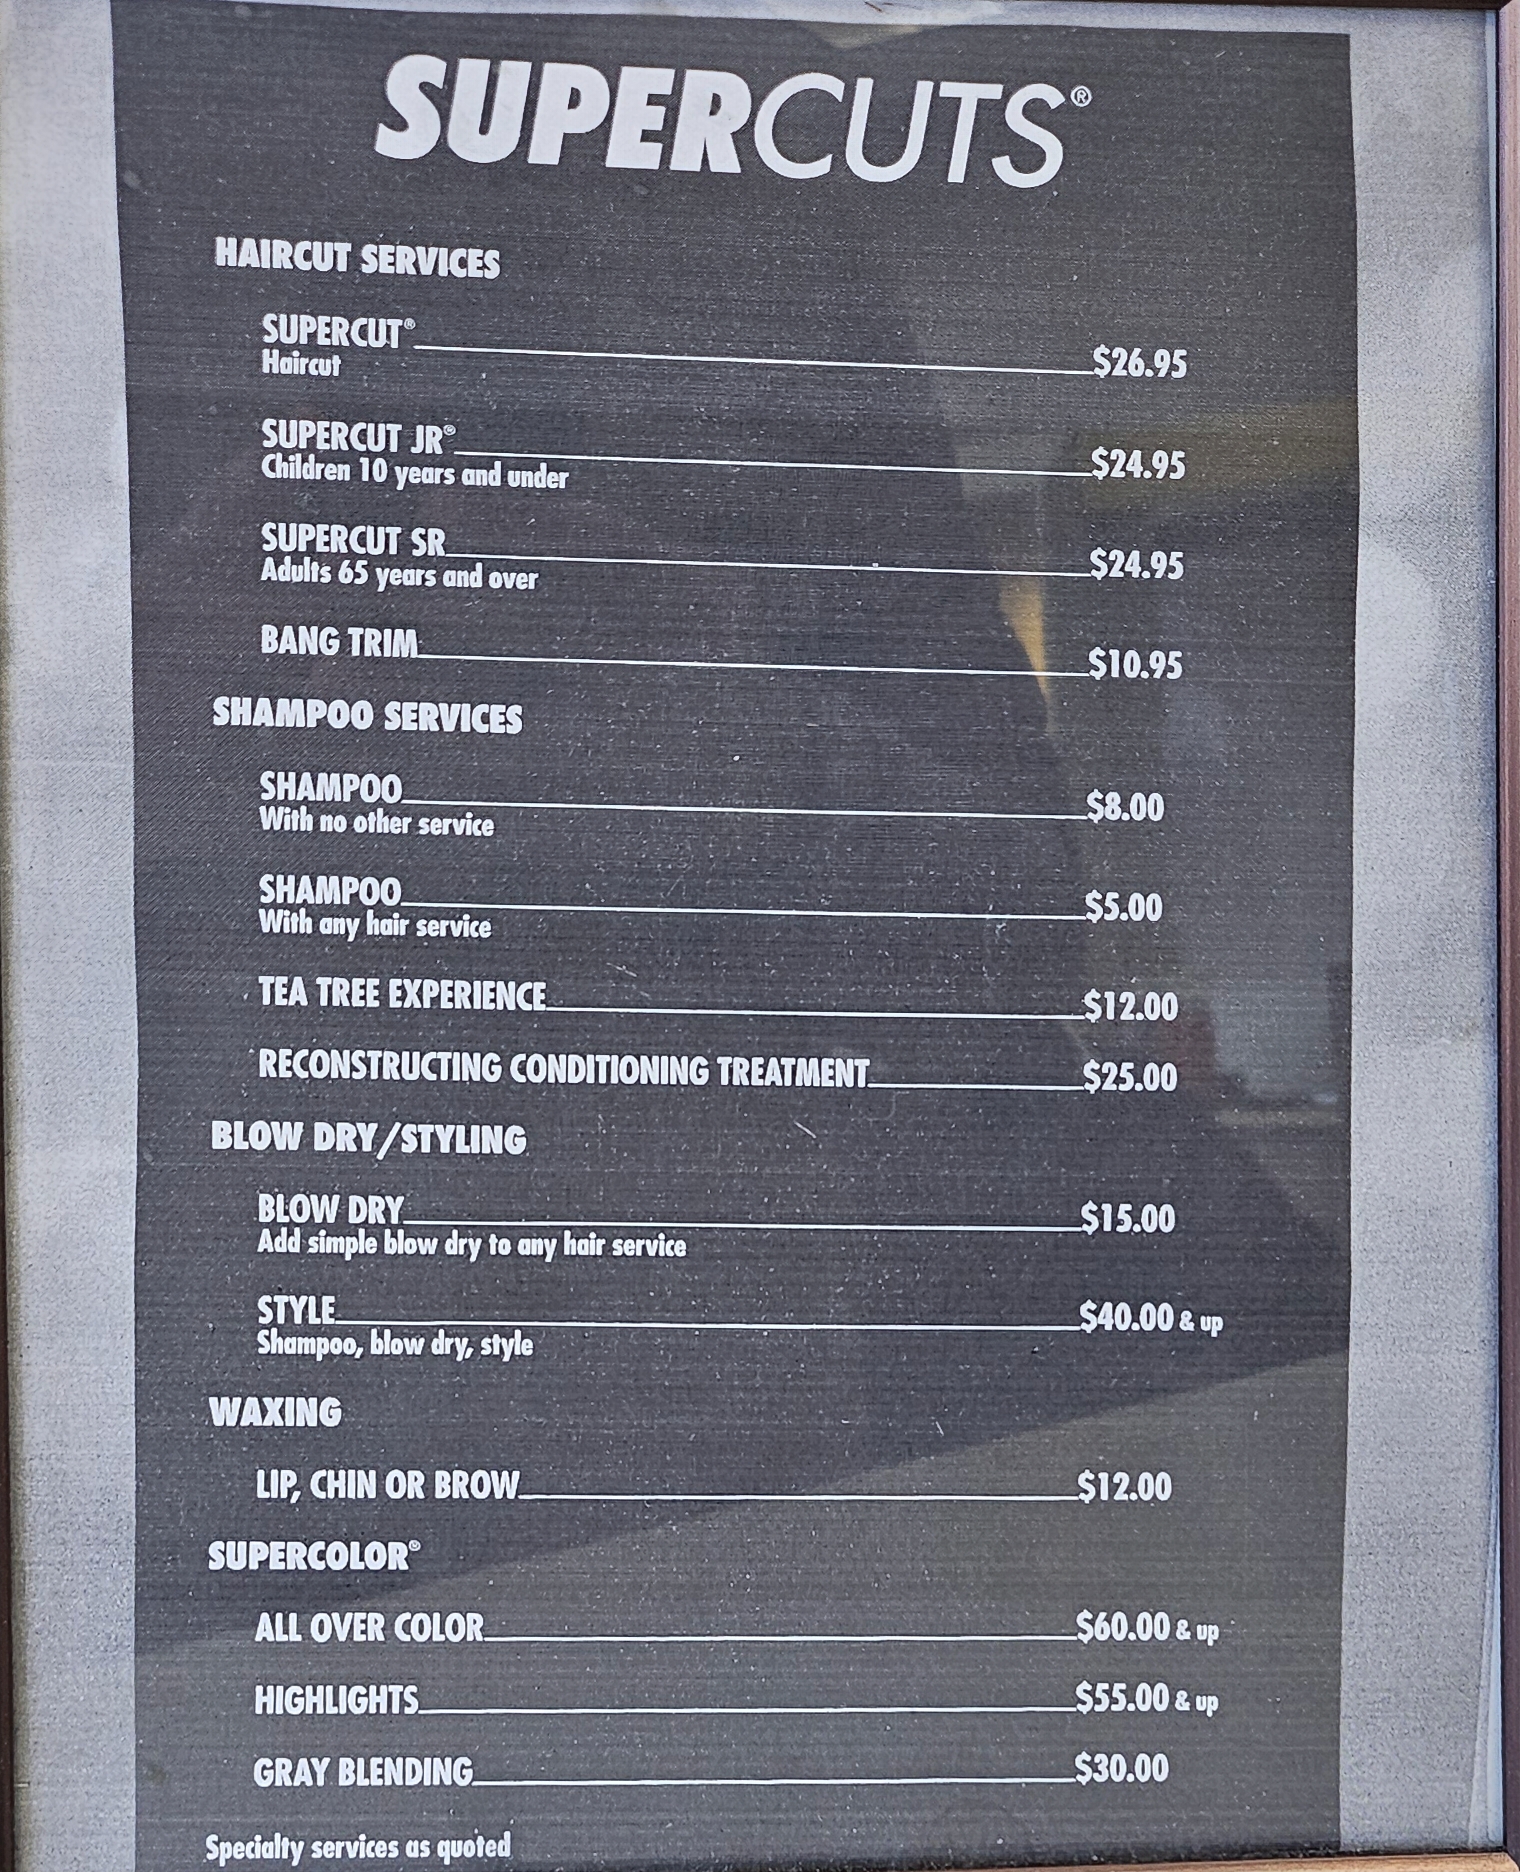 SUPERCUTS®
HAIRCUT SERVICES
SUPERCUT® $26.95
Haircut
SUPERCUT JR® $24.95
Children 10 years and under
SUPERCUT SR $24.95
Adults 65 years and over
BANG TRIM $10.95
SHAMPOO SERVICES
SHAMPOO $8.00
With no other service
SHAMPOO $5.00
With any hair service
TEA TREE EXPERIENCE $12.00
RECONSTRUCTING CONDITIONING TREATMENT $25.00
BLOW DRY/STYLING
BLOW DRY $15.00
Add simple blow dry to any hair service
STYLE $40.00 & up
Shampoo, blow dry, style
WAXING
LIP, CHIN OR BROW $12.00
SUPERCOLOR®
ALL OVER COLOR $60.00 & up
HIGHLIGHTS $55.00 & up
GRAY BLENDING $30.00
Specialty services as quoted